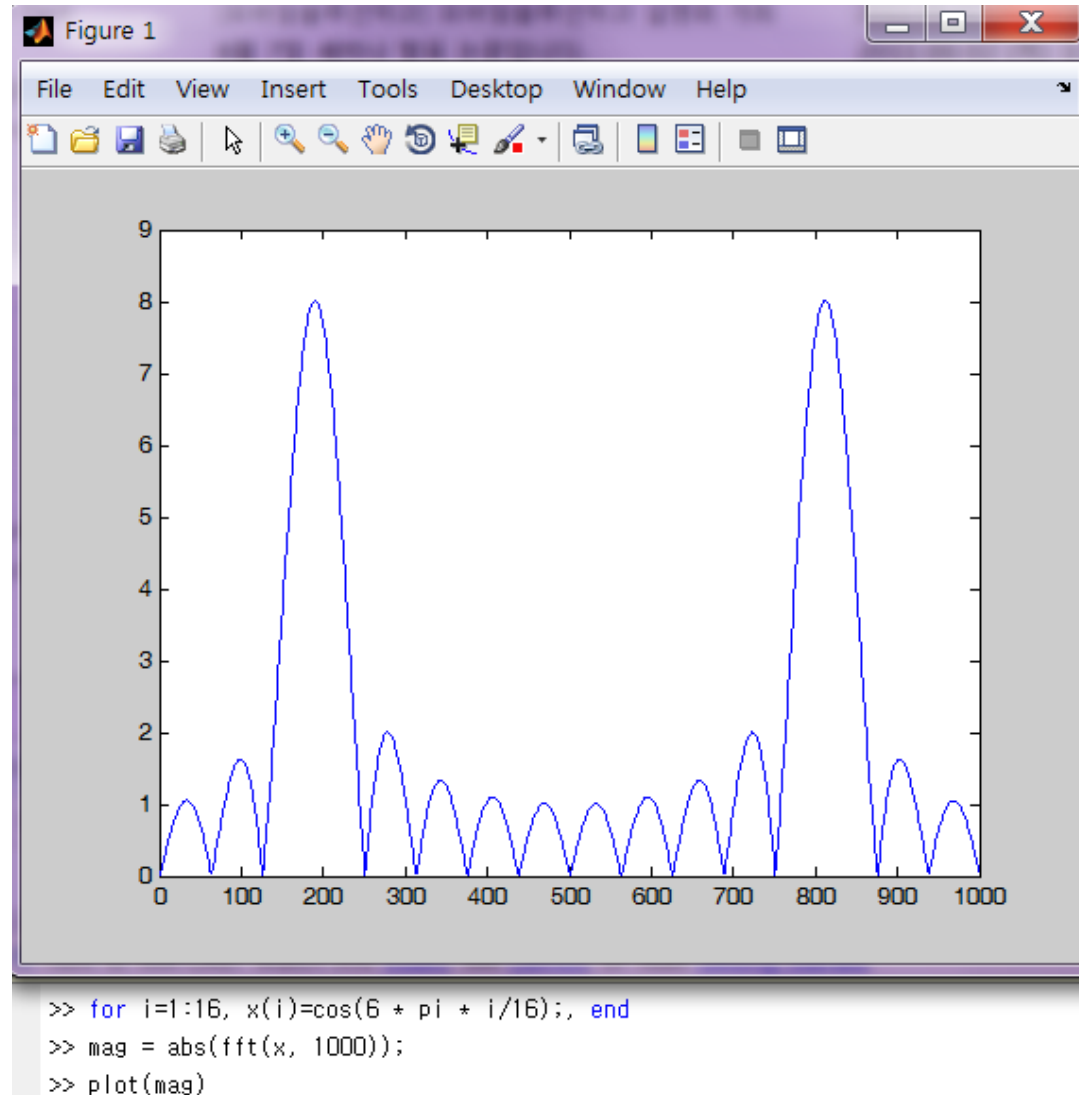 Figure 1
File Edit View Insert Tools Desktop Window Help
9
8
7
6
5
4
3
2
1
0
0 100 200 300 400 500 600 700 800 900 1000
>> for i=1:16, x(i)=cos(6 * pi * i/16);, end
>> mag = abs(fft(x, 1000));
>> plot(mag)